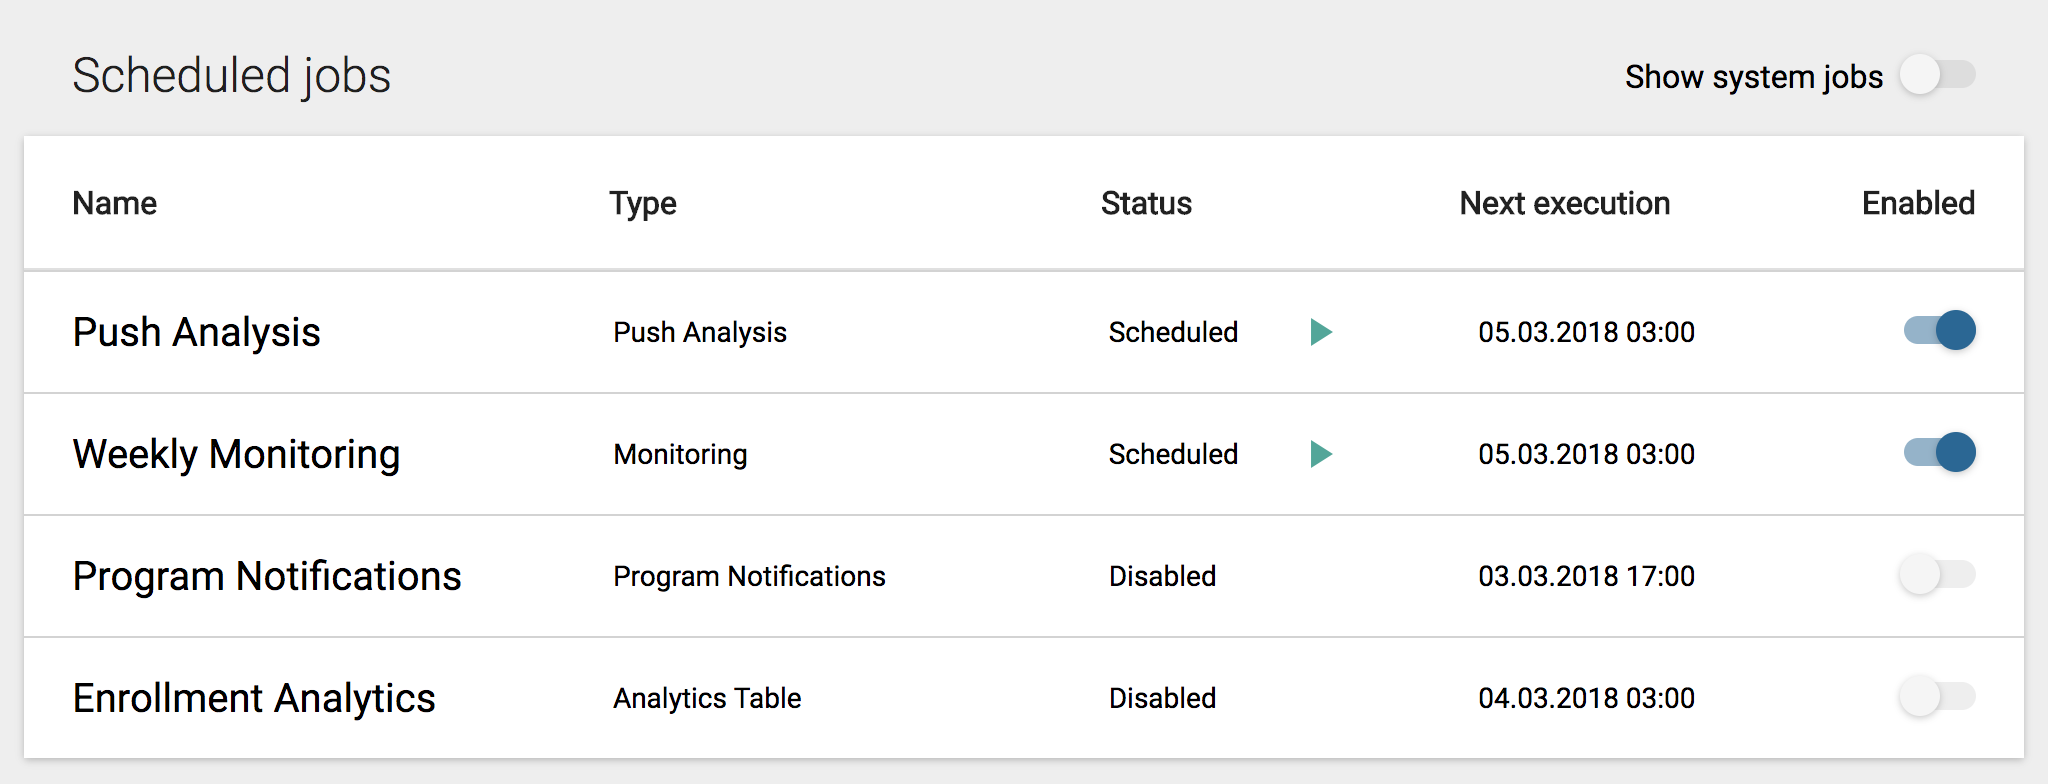 Scheduled jobs
Show system jobs
Name Type Status Next execution Enabled
Push Analysis Push Analysis Scheduled 05.03.2018 03:00
Weekly Monitoring Monitoring Scheduled 05.03.2018 03:00
Program Notifications Program Notifications Disabled 03.03.2018 17:00
Enrollment Analytics Analytics Table Disabled 04.03.2018 03:00